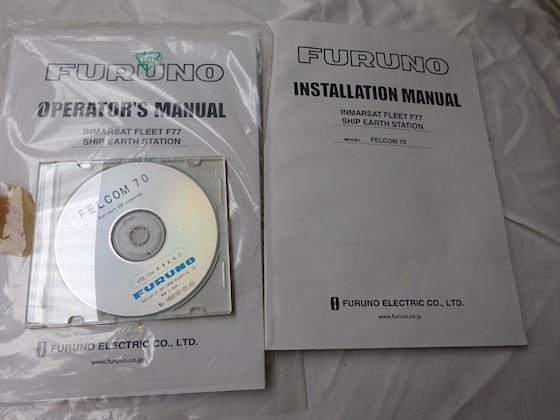 FURUNO
OPERATOR'S MANUAL
INMARSAT FLEET F77
SHIP EARTH STATION
FELCOM 70
FURUNO
FURUNO ELECTRIC CO., LTD.
www.furuno.co.jp
FURUNO
INSTALLATION MANUAL
INMARSAT FLEET F77
SHIP EARTH STATION
MODEL FELCOM 70
FURUNO ELECTRIC CO., LTD.
www.furuno.co.jp